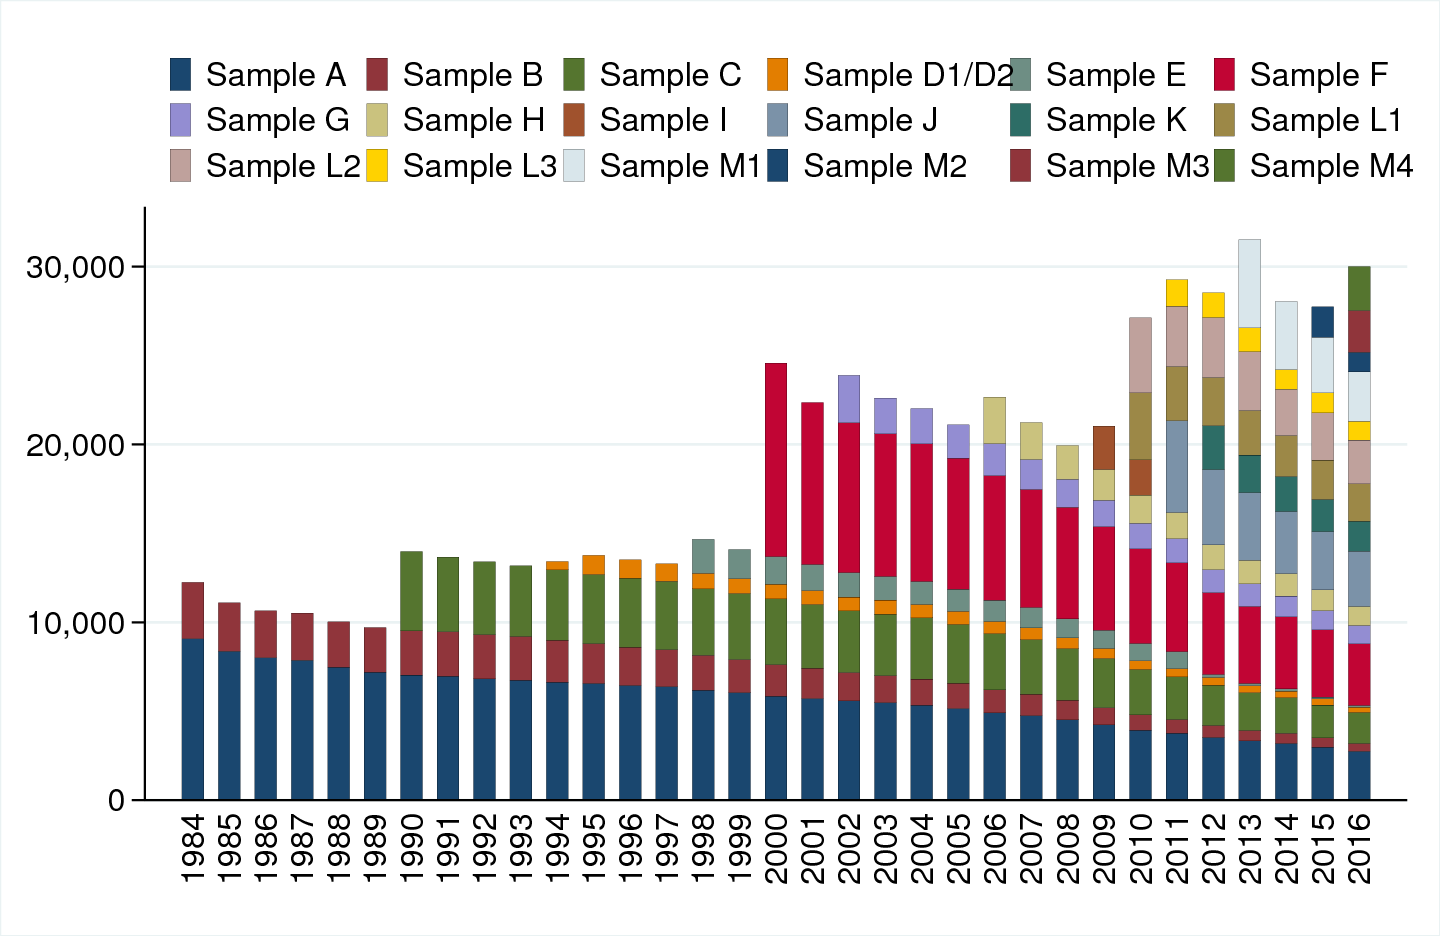 Sample A Sample B Sample C Sample D1/D2 Sample E Sample F
Sample G Sample H Sample I Sample J Sample K Sample L1
Sample L2 Sample L3 Sample M1 Sample M2 Sample M3 Sample M4
30,000
20,000
10,000
0
1984 1985 1986 1987 1988 1989 1990 1991 1992 1993 1994 1995 1996 1997 1998 1999 2000 2001 2002 2003 2004 2005 2006 2007 2008 2009 2010 2011 2012 2013 2014 2015 2016